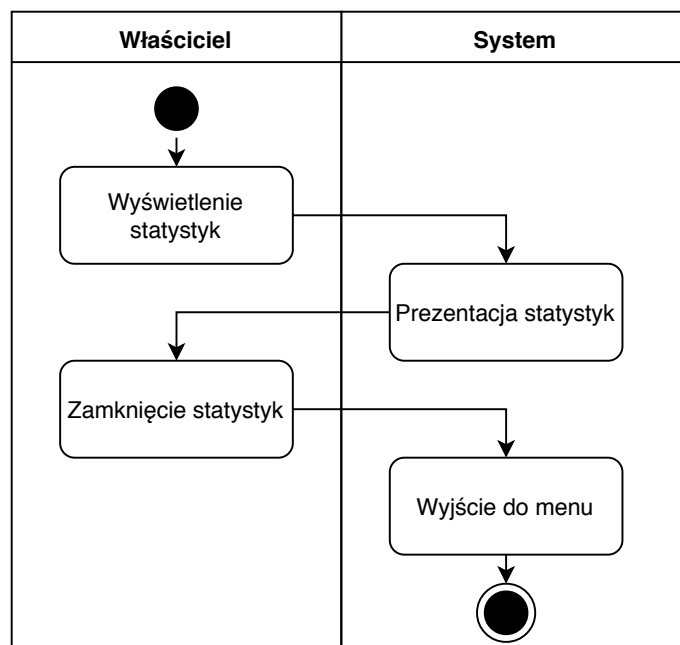 Właściciel
System
Wyświetlenie
statystyk
Prezentacja statystyk
Zamknięcie statystyk
Wyjście do menu